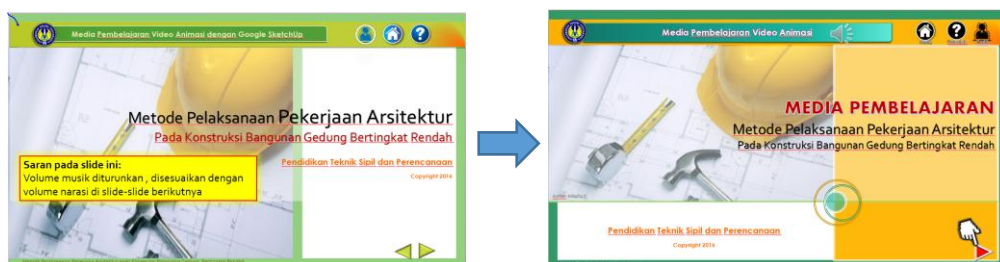 Media Pembelajaran Video Animasi dengan Google SketchUp
Metode Pelaksanaan Pekerjaan Arsitektur
Pada Konstruksi Bangunan Gedung Bertingkat Rendah
Saran pada slide ini:
Volume musik diturunkan , disesuaikan dengan
volume narasi di slide-slide berikutnya
Pendidikan Teknik Sipil dan Perencanaan
Copyright 2016
Media Pembelajaran Video Animasi
MEDIA PEMBELAJARAN
Metode Pelaksanaan Pekerjaan Arsitektur
Pada Konstruksi Bangunan Gedung Bertingkat Rendah
Pendidikan Teknik Sipil dan Perencanaan
Copyright 2016